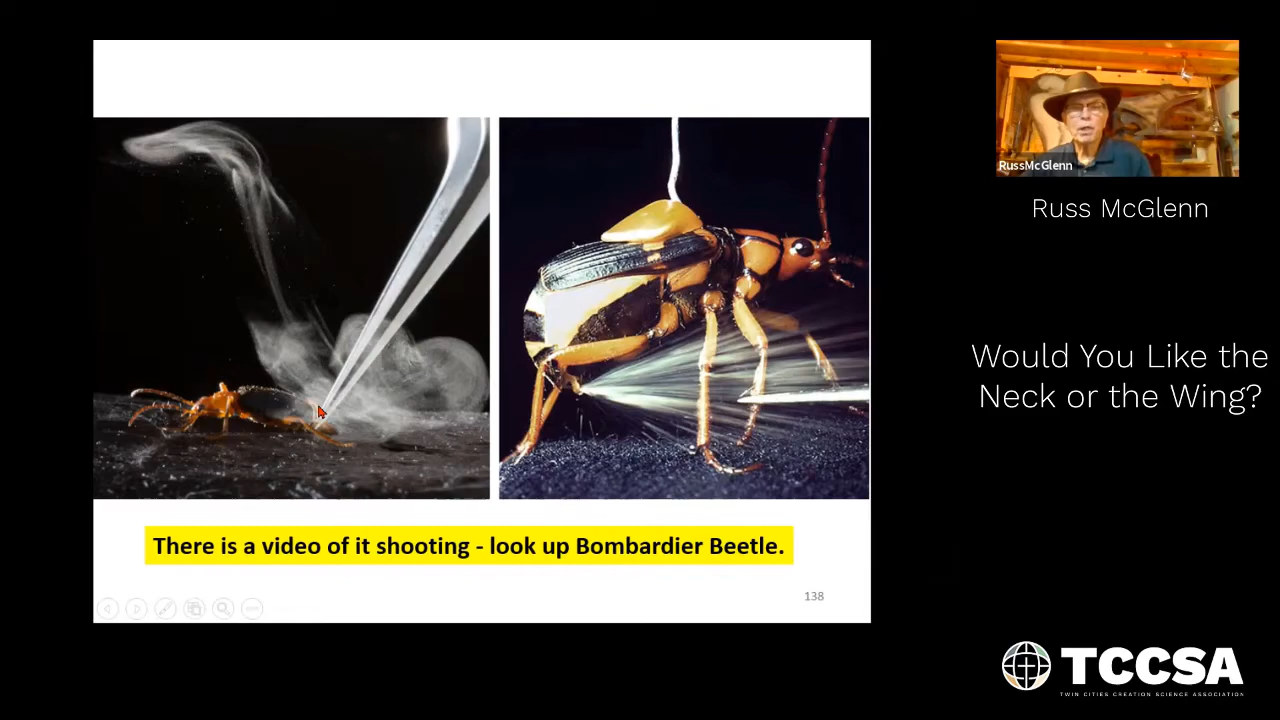 RussMcGlenn
Russ McGlenn
Would You Like the
Neck or the Wing?
There is a video of it shooting - look up Bombardier Beetle.
138
TCCSA
TWIN CITIES CREATION SCIENCE ASSOCIATION